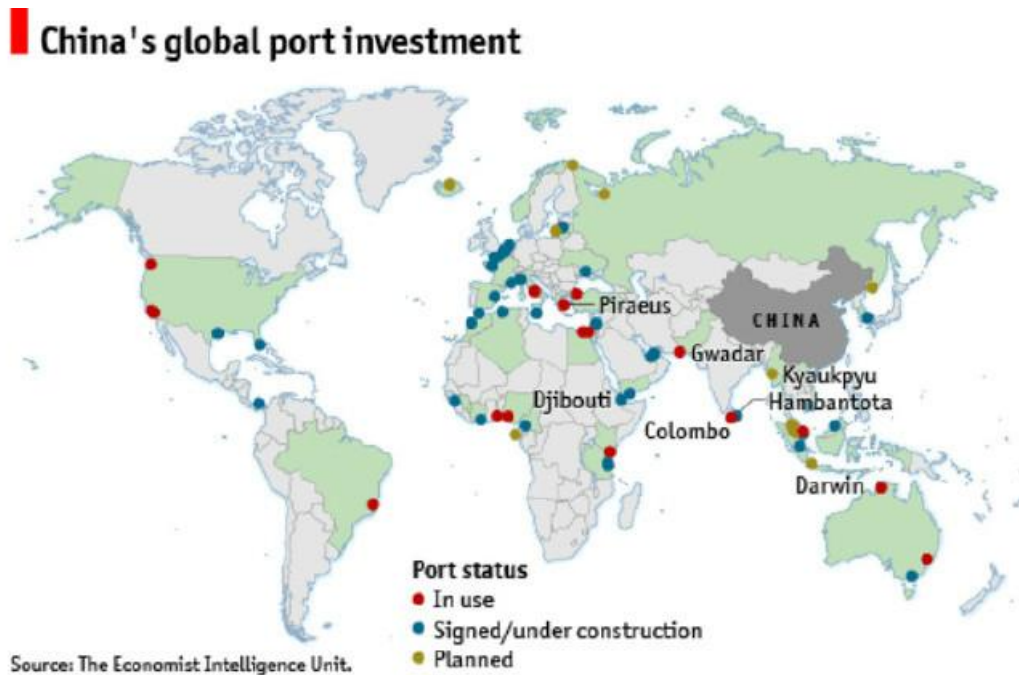 China's global port investment
Piraeus
CHINA
Gwadar
Kyaukpyu
Djibouti
Hambantota
Colombo
Darwin
Port status
In use
Signed/under construction
Planned
Source: The Economist Intelligence Unit.